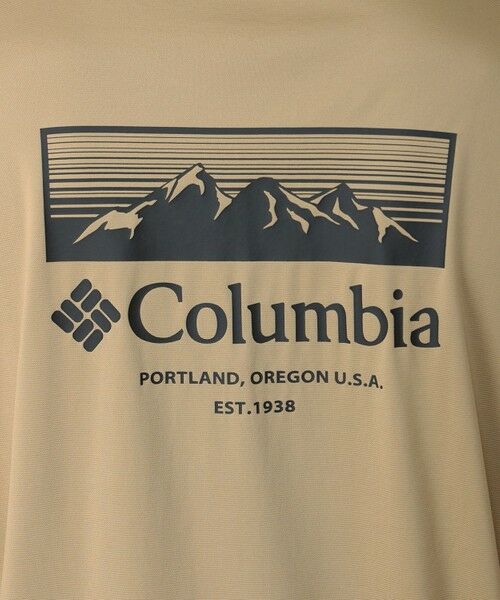 Columbia
PORTLAND, OREGON U.S.A.
EST.1938